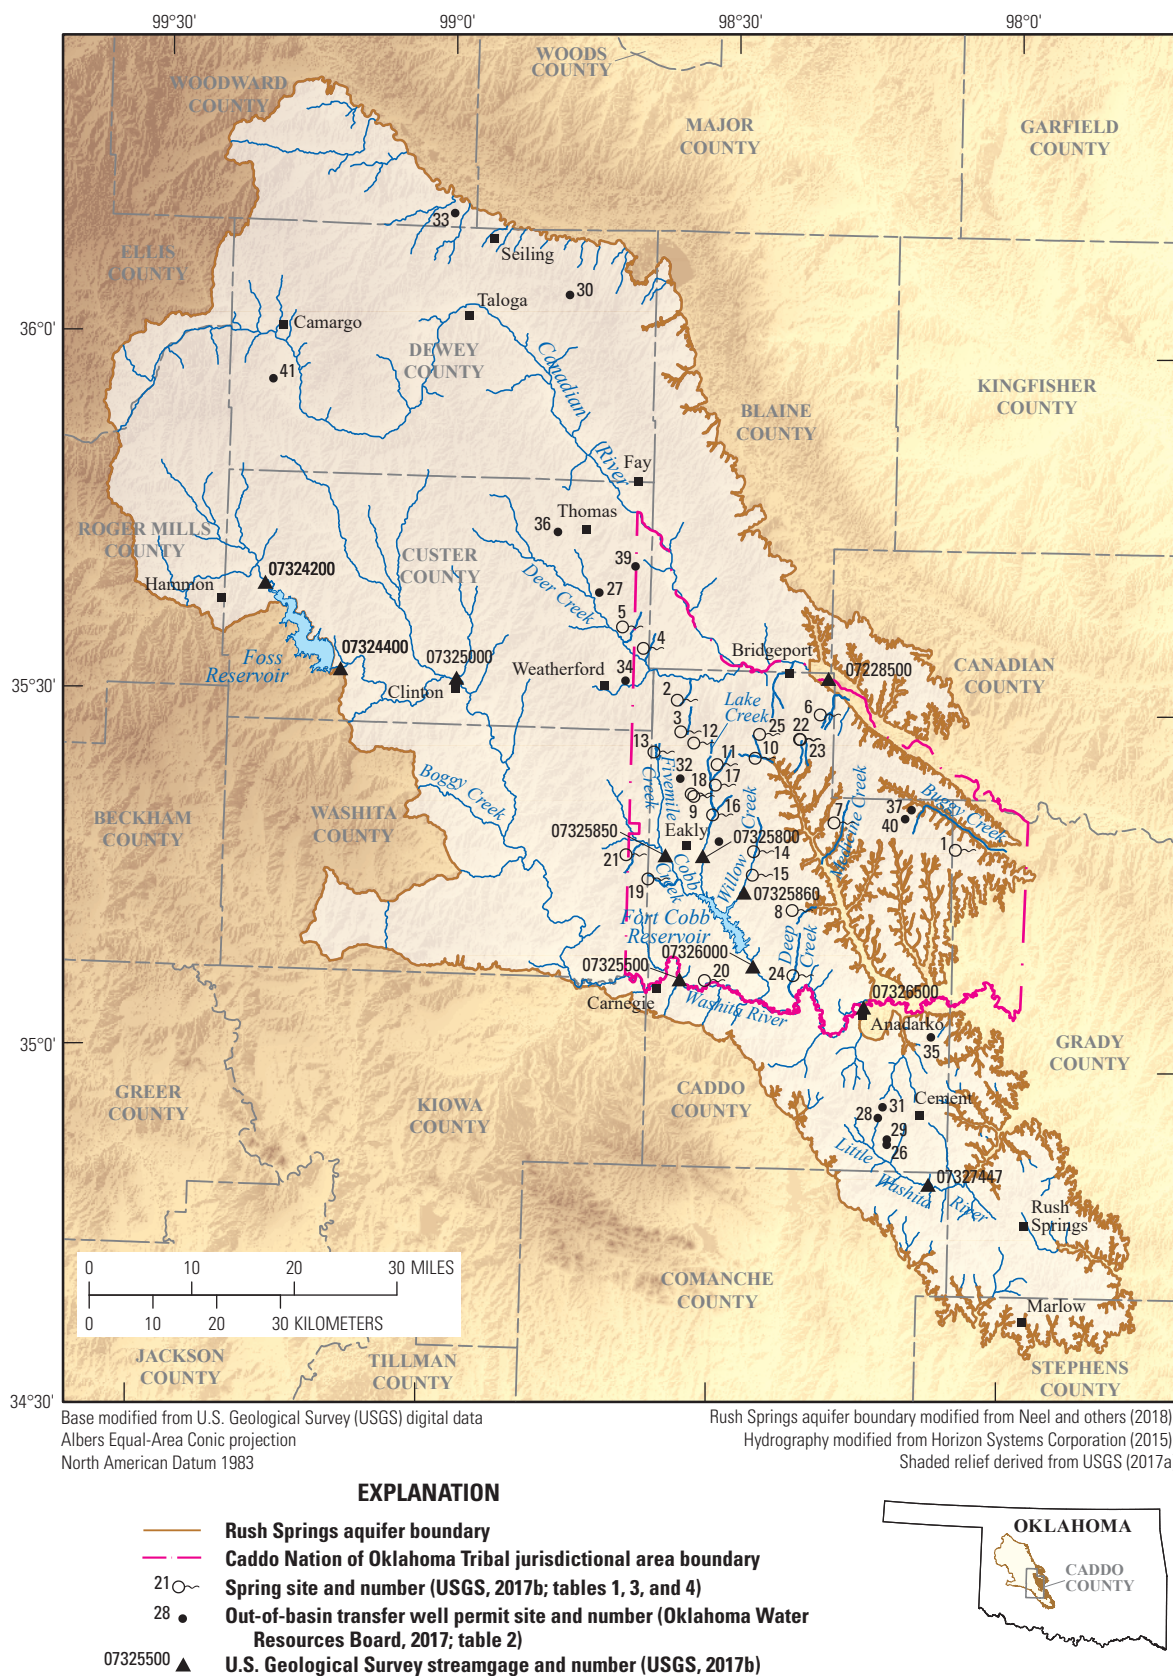 99°30'
99°0'
98°30'
98°0'
WOODS
COUNTY
WOODWARD
COUNTY
MAJOR
COUNTY
GARFIELD
COUNTY
33
Seiling
ELLIS
COUNTY
30
Taloga
36°0'
Camargo
DEWEY
COUNTY
41
Canadian
River
KINGFISHER
COUNTY
BLAINE
COUNTY
Fay
Thomas
36
ROGER MILLS
COUNTY
CUSTER
COUNTY
39
07324200
Hammon
27
Deer Creek
5
4
Foss
Reservoir
07324400
07325000
Bridgeport
07228500
CANADIAN
COUNTY
Weatherford
34
35°30'
Clinton
2
Lake
Creek
6
3
12
25
22
23
13
11
10
32
Fivemile
Creek
18
17
9
16
Boggy Creek
Medicine Creek
37
40
Buggy Creek
7
1
BECKHAM
COUNTY
WASHITA
COUNTY
07325850
Eakly
07325800
21
14
Cobb
Creek
Willow
Creek
15
19
07325860
8
Fort Cobb
Reservoir
Deep
Creek
07326000
07325500
20
24
07326500
Carnegie
Washita River
Anadarko
35
35°0'
GRADY
COUNTY
GREER
COUNTY
KIOWA
COUNTY
CADDO
COUNTY
31
Cement
28
29
26
Little
Washita
River
07327447
Rush
Springs
0 10 20 30 MILES
0 10 20 30 KILOMETERS
COMANCHE
COUNTY
Marlow
JACKSON
COUNTY
TILLMAN
COUNTY
STEPHENS
COUNTY
34°30'
Base modified from U.S. Geological Survey (USGS) digital data
Albers Equal-Area Conic projection
North American Datum 1983
Rush Springs aquifer boundary modified from Neel and others (2018)
Hydrography modified from Horizon Systems Corporation (2015)
Shaded relief derived from USGS (2017a
EXPLANATION
Rush Springs aquifer boundary
Caddo Nation of Oklahoma Tribal jurisdictional area boundary
21 Spring site and number (USGS, 2017b; tables 1, 3, and 4)
28 Out-of-basin transfer well permit site and number (Oklahoma Water
Resources Board, 2017; table 2)
07325500 U.S. Geological Survey streamgage and number (USGS, 2017b)
OKLAHOMA
CADDO
COUNTY